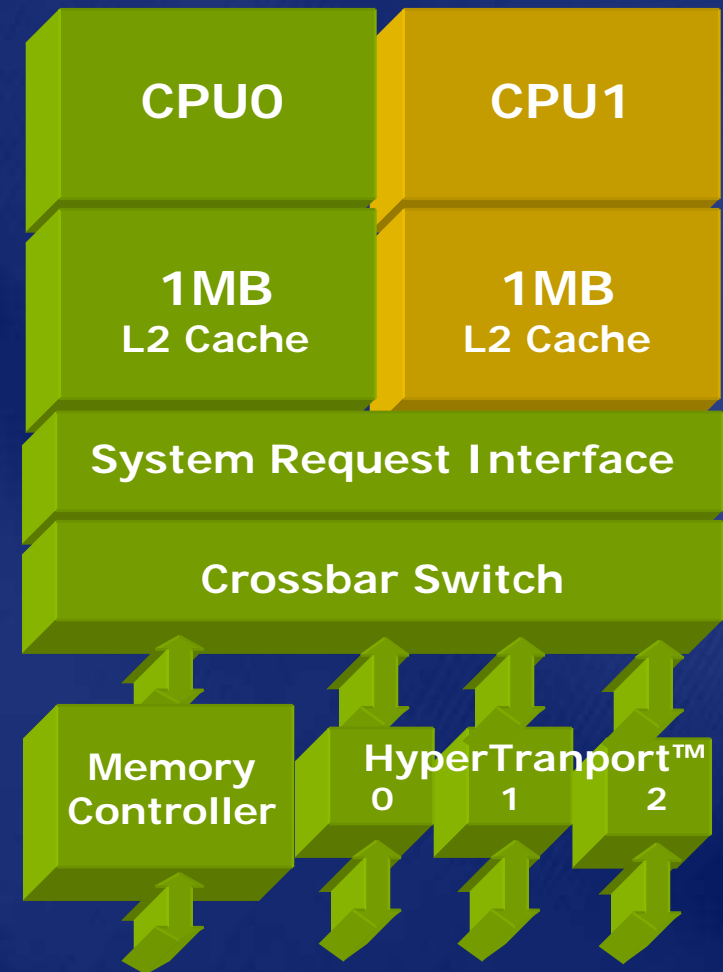 CPU0
CPU1
1MB
L2 Cache
1MB
L2 Cache
System Request Interface
Crossbar Switch
Memory
Controller
HyperTranport™
0 1 2